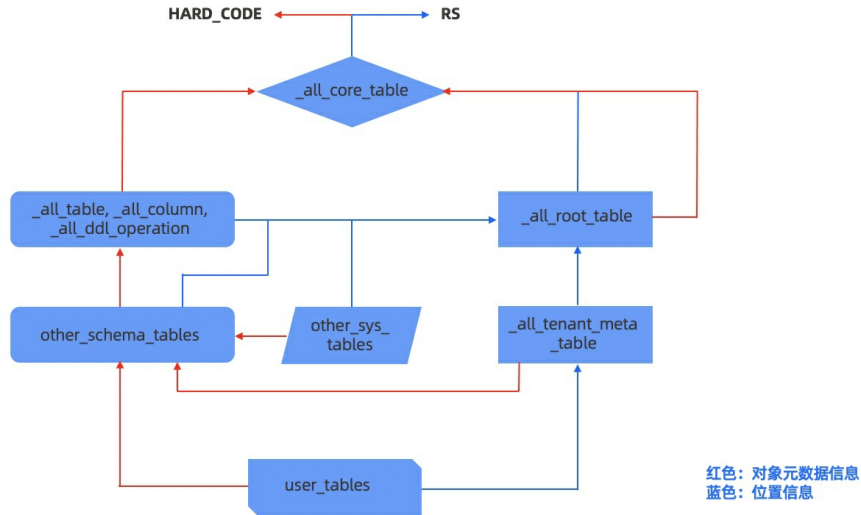 HARD_CODE
RS
_all_core_table
_all_table, _all_column,
_all_ddl_operation
_all_root_table
other_schema_tables
other_sys_
tables
_all_tenant_meta
_table
user_tables
红色：对象元数据信息
蓝色：位置信息